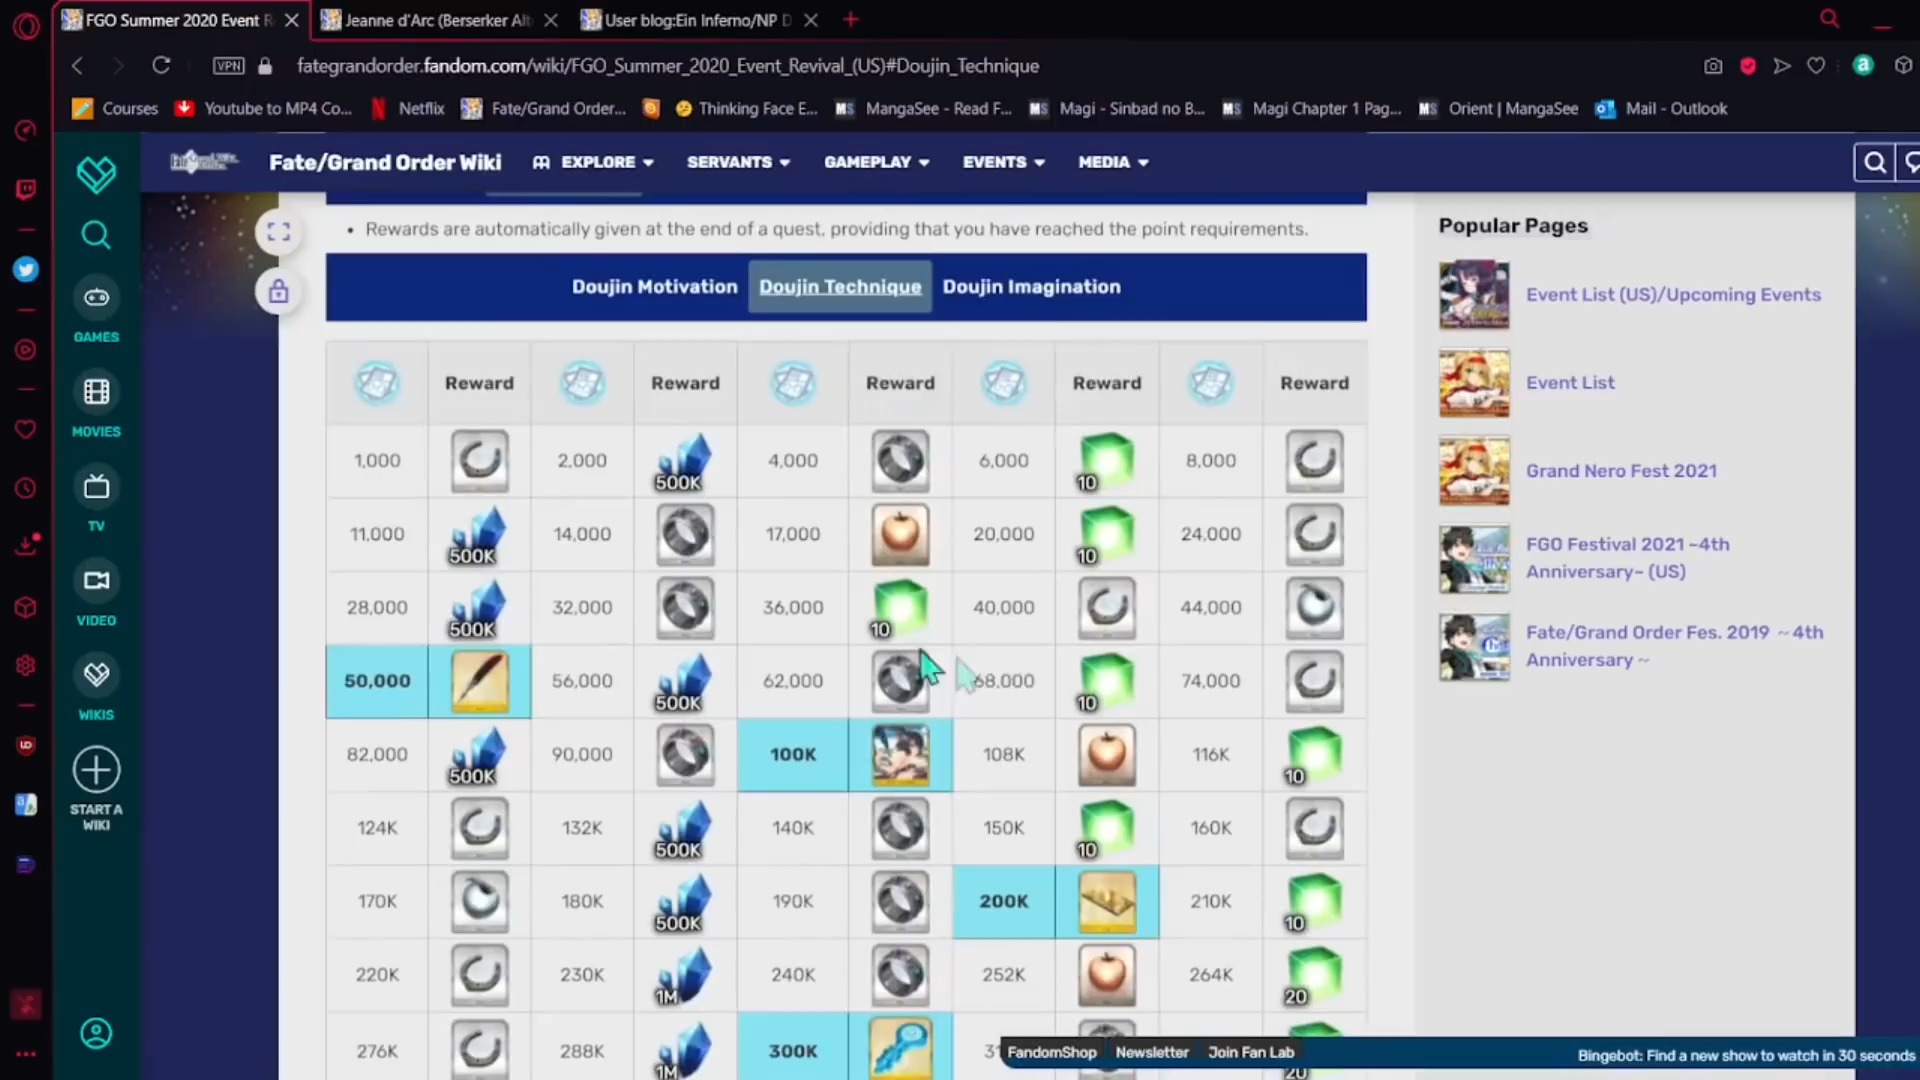 FGO Summer 2020 Event R
Jeanne d'Arc (Berserker Alt
User blog:Ein Inferno/NP D
VPN
fategrandorder.fandom.com/wiki/FGO_Summer_2020_Event_Revival_(US)#Doujin_Technique
Courses
Youtube to MP4 Co...
Netflix
Fate/Grand Order...
Thinking Face E...
MangaSee - Read F...
Magi - Sinbad no B...
Magi Chapter 1 Pag...
Orient | MangaSee
Mail - Outlook
Fate/Grand Order Wiki
EXPLORE
SERVANTS
GAMEPLAY
EVENTS
MEDIA
GAMES
MOVIES
TV
VIDEO
WIKIS
START A
WIKI
• Rewards are automatically given at the end of a quest, providing that you have reached the point requirements.
Doujin Motivation Doujin Technique Doujin Imagination
Reward Reward Reward Reward Reward
1,000 2,000 500K 4,000 6,000 10 8,000
11,000 500K 14,000 17,000 20,000 10 24,000
28,000 500K 32,000 36,000 10 40,000 44,000
50,000 56,000 500K 62,000 68,000 10 74,000
82,000 500K 90,000 100K 108K 116K 10
124K 132K 500K 140K 150K 10 160K
170K 180K 500K 190K 200K 210K 10
220K 230K 1M 240K 252K 264K 20
276K 288K 1M 300K 20
Popular Pages
Event List (US)/Upcoming Events
Event List
Grand Nero Fest 2021
FGO Festival 2021 ~4th
Anniversary~ (US)
Fate/Grand Order Fes. 2019 ～4th
Anniversary～
FandomShop Newsletter Join Fan Lab
Bingebot: Find a new show to watch in 30 seconds